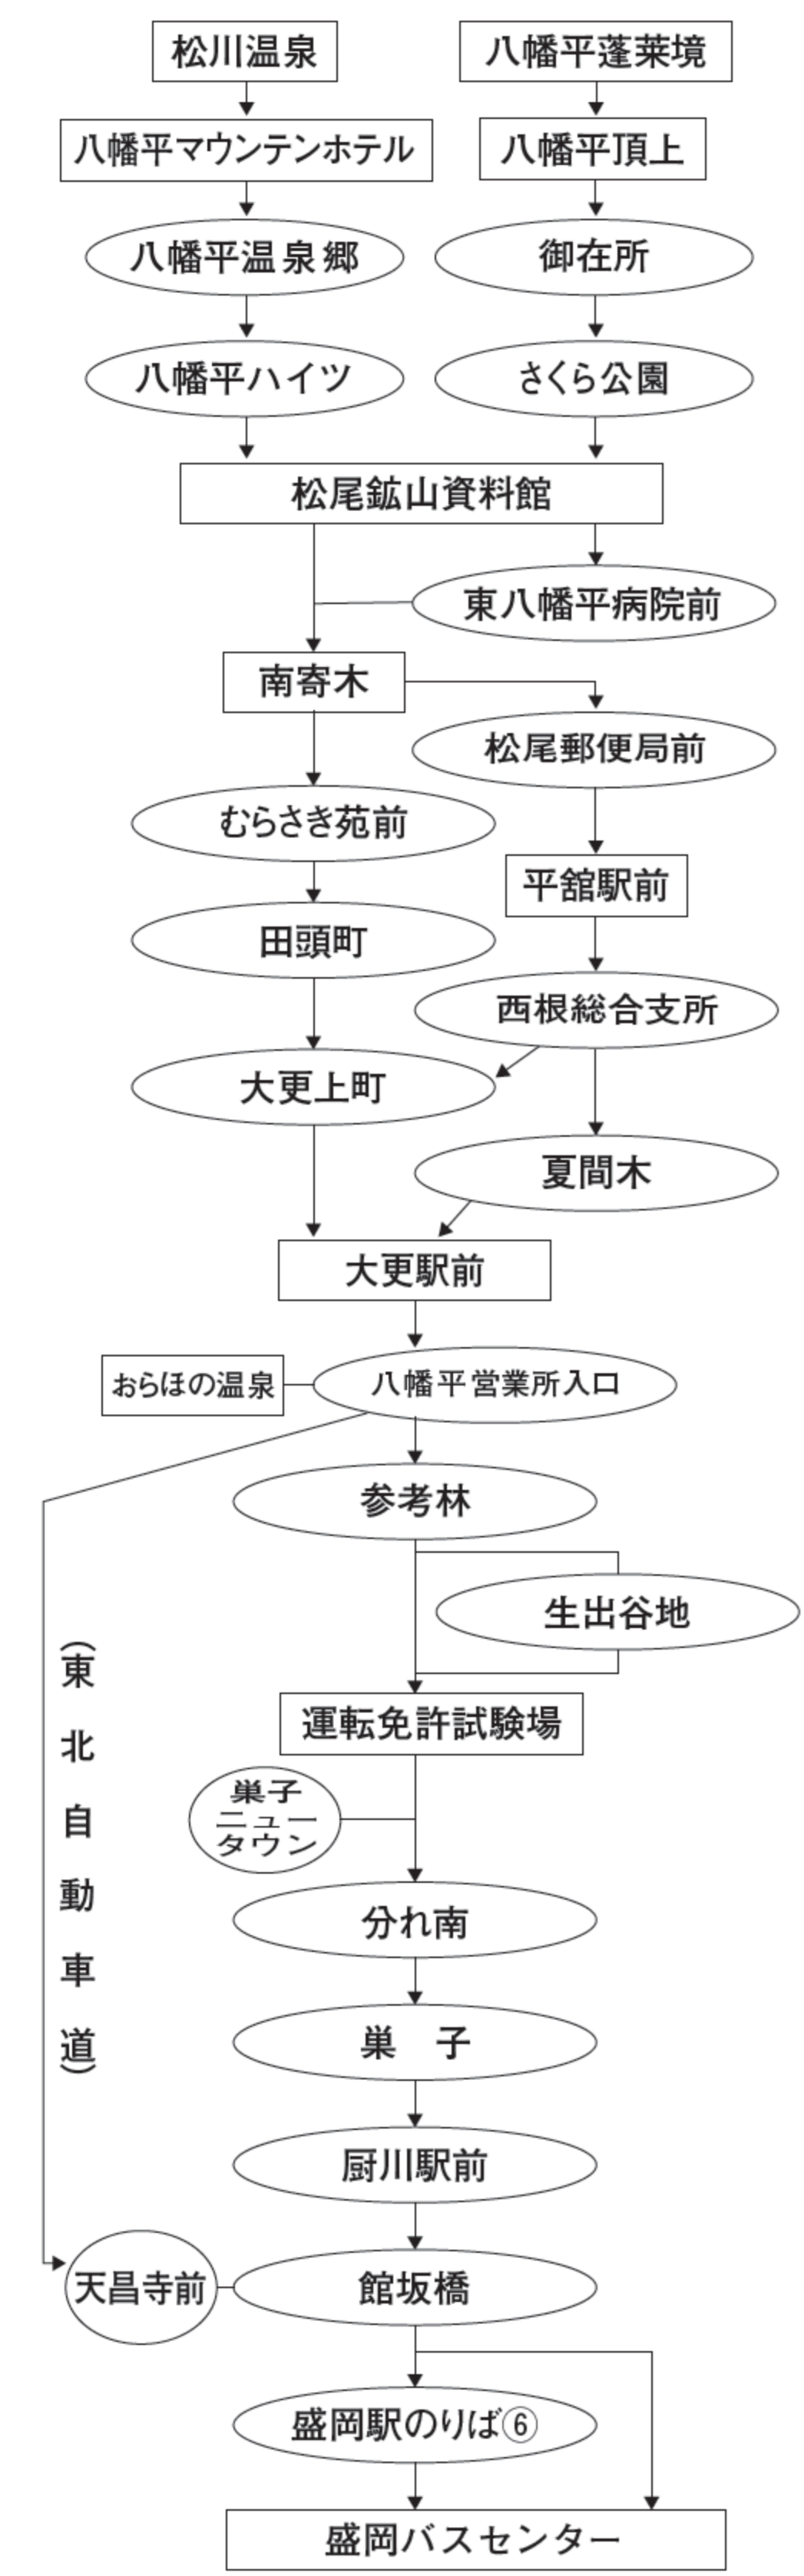 松川温泉
八幡平蓬莱境
八幡平マウンテンホテル
八幡平頂上
八幡平温泉郷
御在所
八幡平ハイツ
さくら公園
松尾鉱山資料館
東八幡平病院前
南寄木
松尾郵便局前
むらさき苑前
平舘駅前
田頭町
西根総合支所
大更上町
夏間木
大更駅前
おらほの温泉
八幡平営業所入口
参考林
生出谷地
(東北自動車道)
運転免許試験場
巣子
ニュー
タウン
分れ南
巣 子
厨川駅前
天昌寺前
館坂橋
盛岡駅のりば⑥
盛岡バスセンター